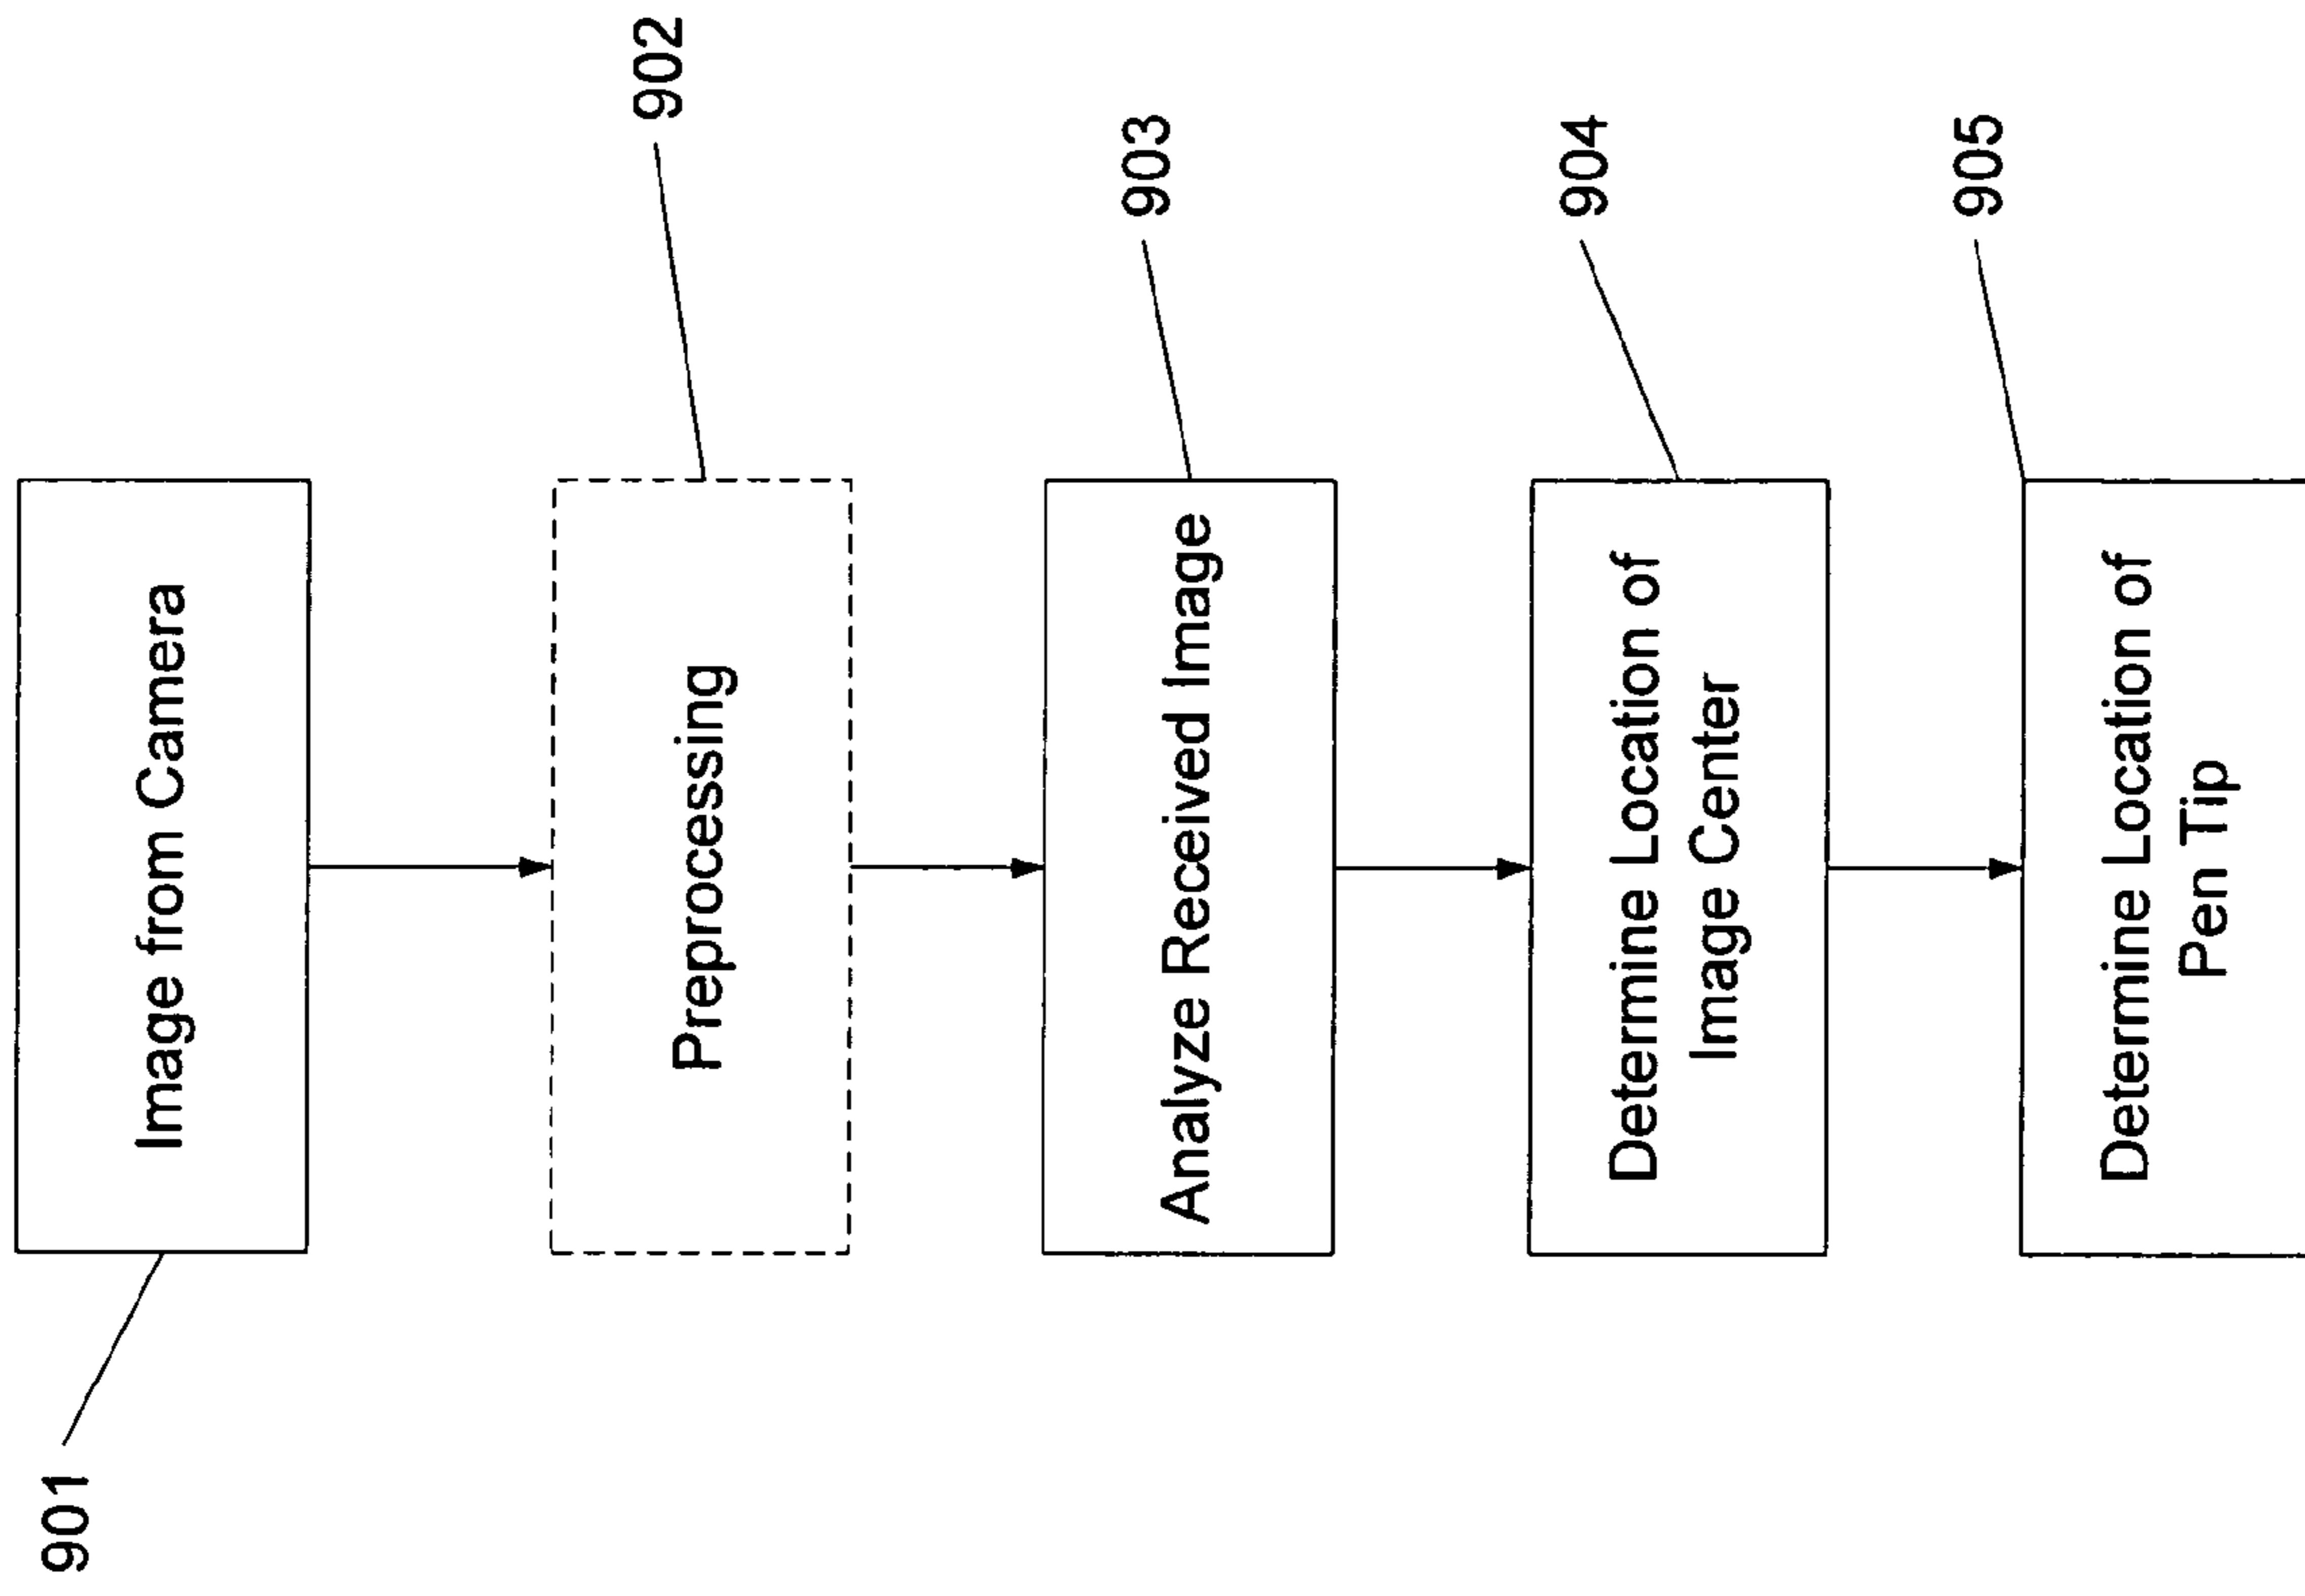 901
Image from Camera
902
Preprocessing
903
Analyze Received Image
904
Determine Location of
Image Center
905
Determine Location of
Pen Tip